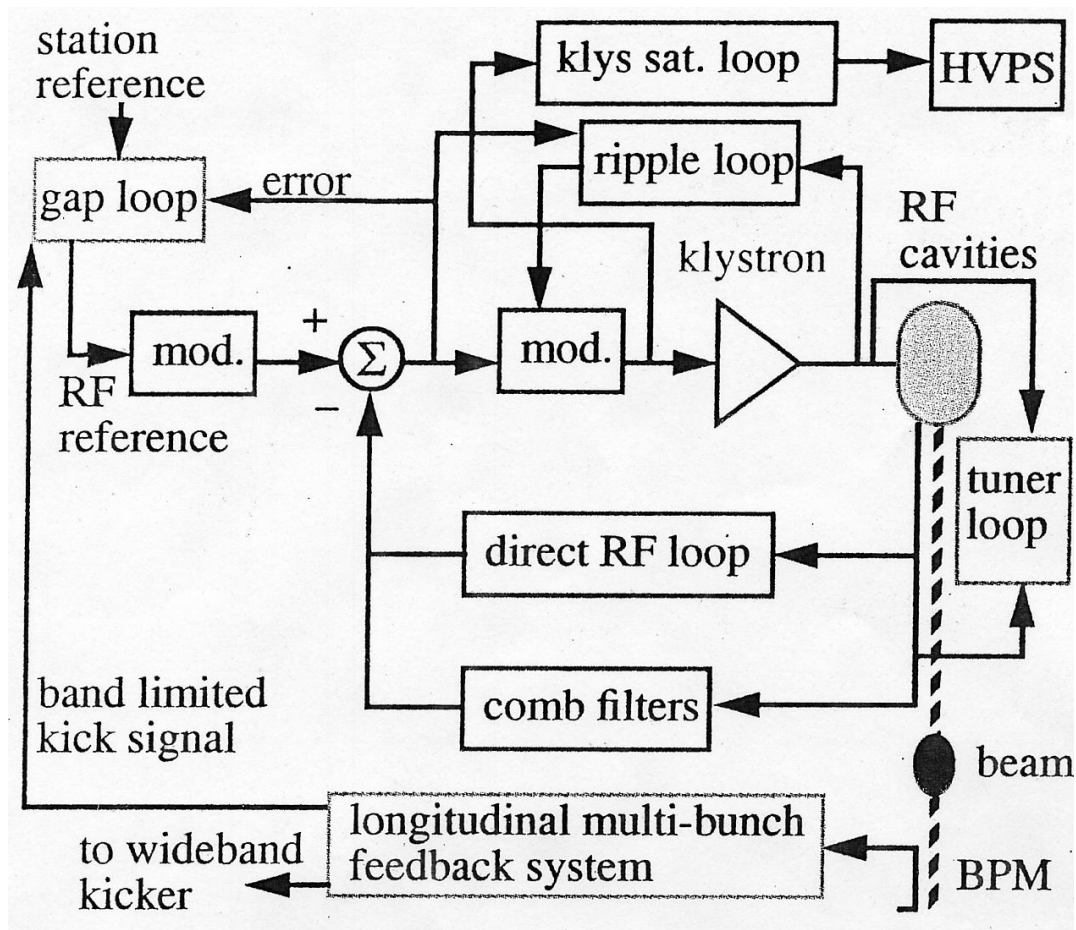 station
reference
klys sat. loop
HVPS
ripple loop
gap loop
error
RF
cavities
klystron
+
mod.
Σ
mod.
−
RF
reference
tuner
loop
direct RF loop
comb filters
band limited
kick signal
beam
longitudinal multi-bunch
feedback system
to wideband
kicker
BPM